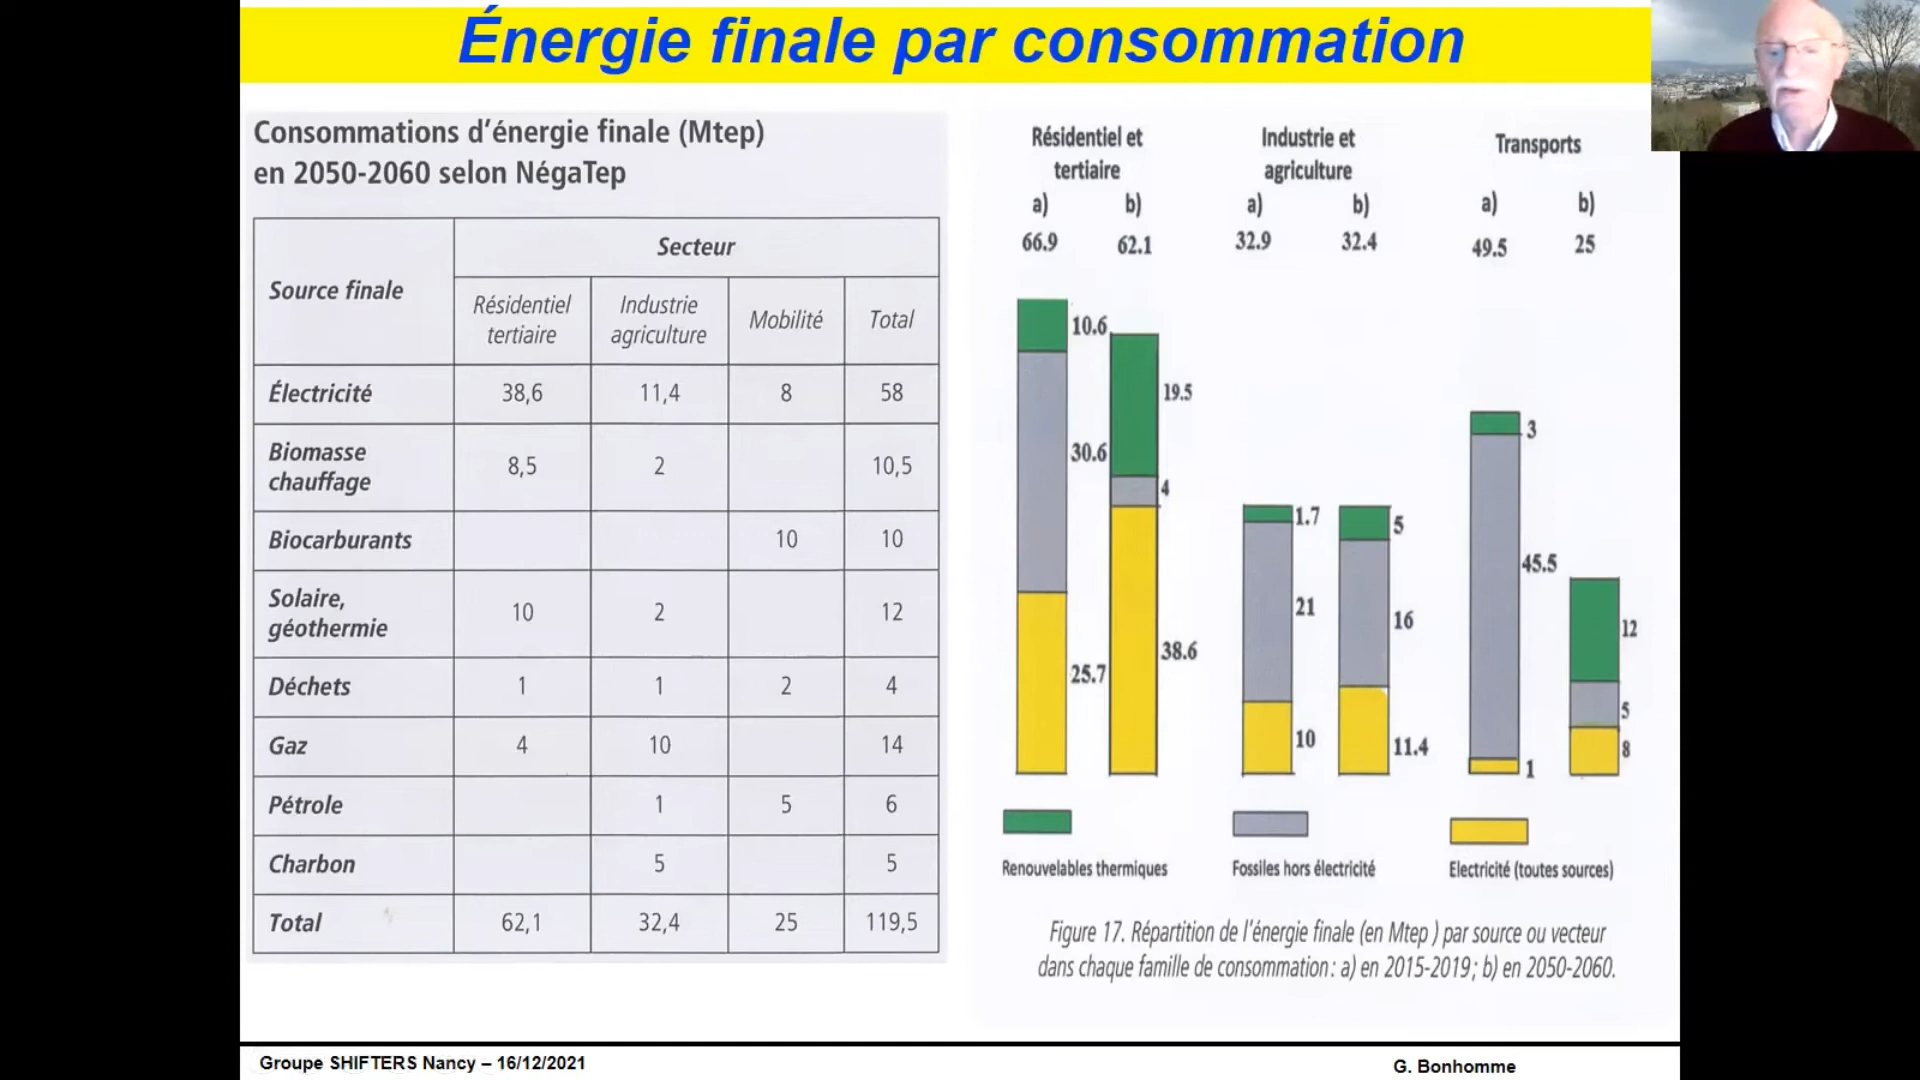 Énergie finale par consommation
Consommations d'énergie finale (Mtep)
en 2050-2060 selon NégaTep
Source finale
Secteur
Résidentiel
tertiaire
Industrie
agriculture
Mobilité
Total
Électricité 38,6 11,4 8 58
Biomasse
chauffage
8,5 2 10,5
Biocarburants 10 10
Solaire,
géothermie
10 2 12
Déchets 1 1 2 4
Gaz 4 10 14
Pétrole 1 5 6
Charbon 5 5
Total 62,1 32,4 25 119,5
Résidentiel et
tertiaire
a) b)
66.9 62.1
Industrie et
agriculture
a) b)
32.9 32.4
Transports
a) b)
49.5 25
10.6
30.6
25.7
19.5
4
38.6
1.7
21
10
5
16
11.4
3
45.5
1
12
5
8
Renouvelables thermiques
Fossiles hors électricité
Electricité (toutes sources)
Figure 17. Répartition de l'énergie finale (en Mtep ) par source ou vecteur
dans chaque famille de consommation : a) en 2015-2019 ; b) en 2050-2060.
Groupe SHIFTERS Nancy – 16/12/2021
G. Bonhomme